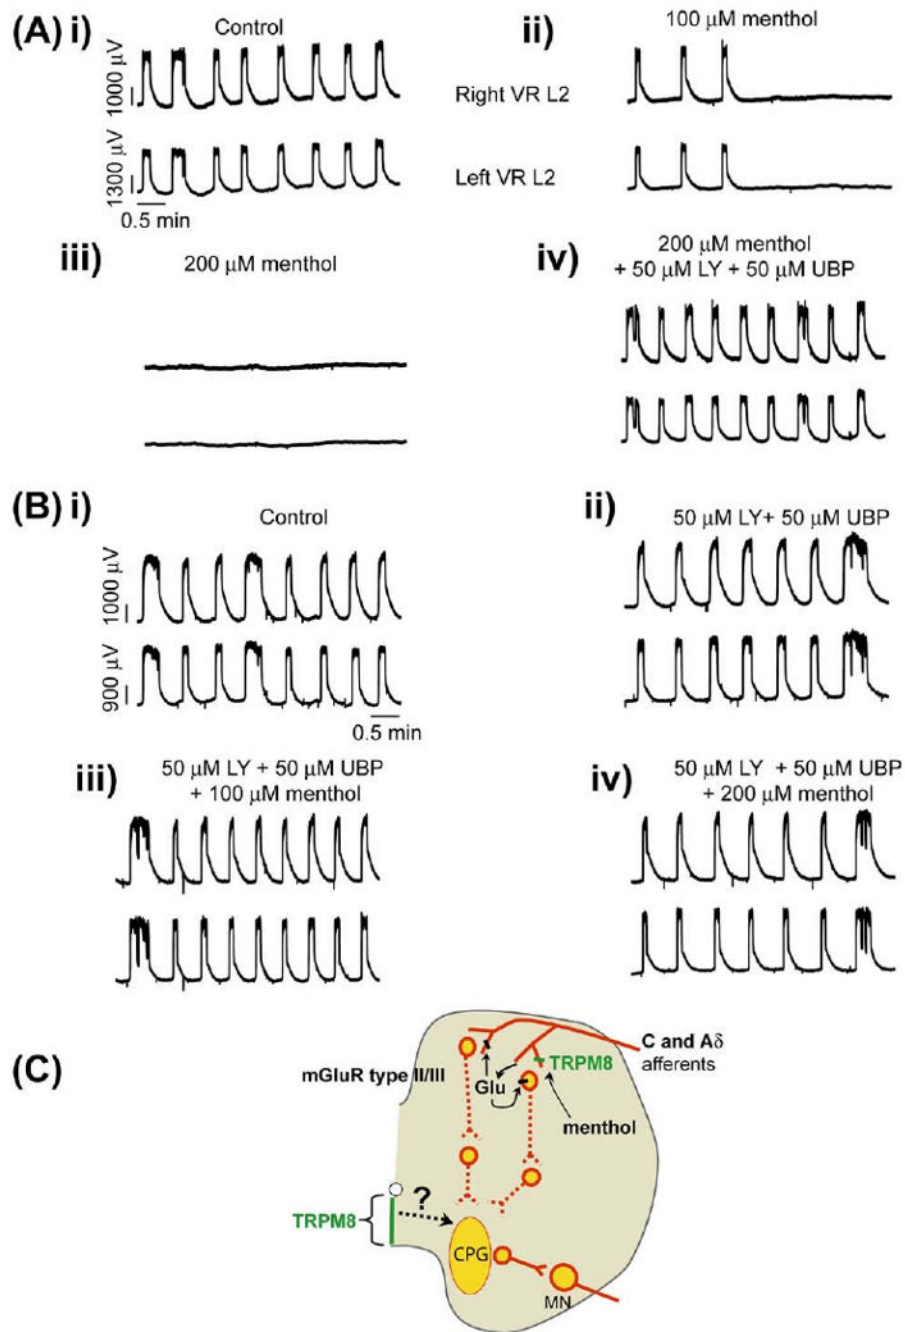 (A) i)
Control
1000 µV
1300 µV
0.5 min
ii)
100 µM menthol
Right VR L2
Left VR L2
iii)
200 µM menthol
iv)
200 µM menthol
+ 50 µM LY + 50 µM UBP
(B) i)
Control
1000 µV
900 µV
0.5 min
ii)
50 µM LY+ 50 µM UBP
iii)
50 µM LY + 50 µM UBP
+ 100 µM menthol
iv)
50 µM LY + 50 µM UBP
+ 200 µM menthol
(C)
mGluR type II/III
Glu
C and Aδ
afferents
TRPM8
menthol
TRPM8
?
CPG
MN